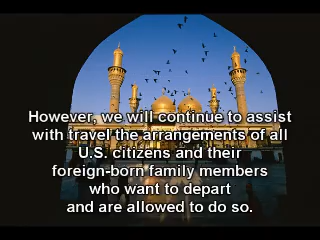 However, we will continue to assist
with travel the arrangements of all
U.S. citizens and their
foreign-born family members
who want to depart
and are allowed to do so.